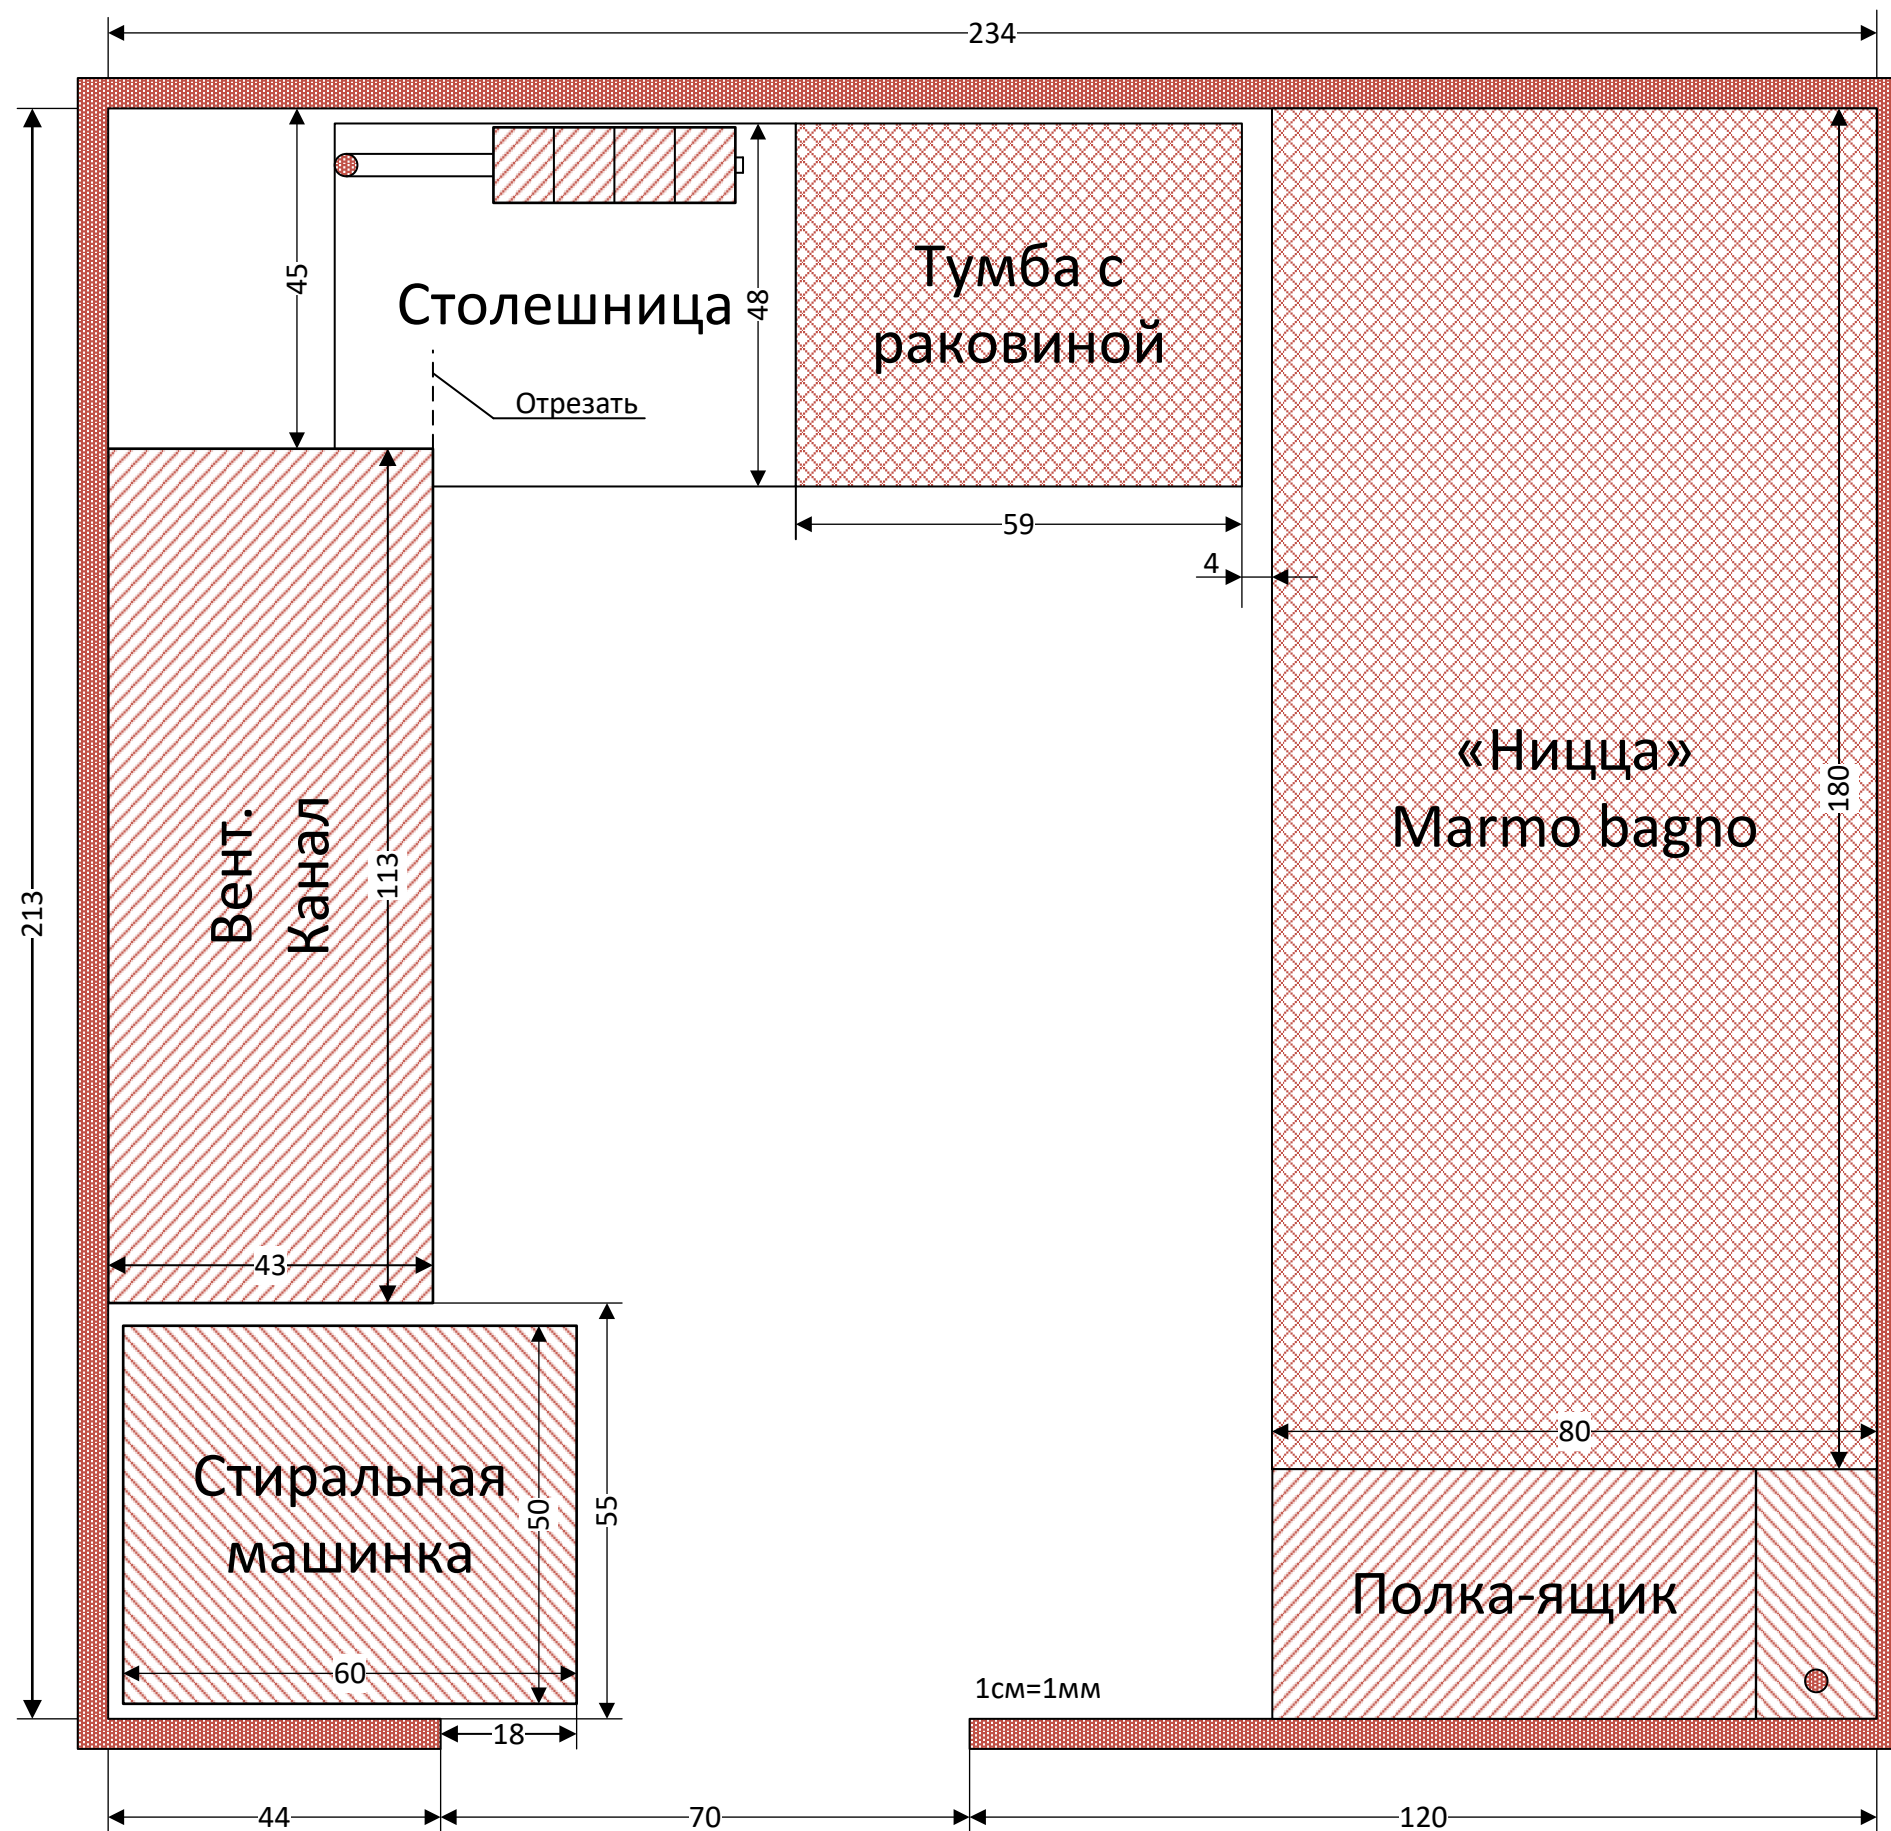 234
45
Столешница
48
Тумба с
раковиной
Отрезать
59
4
«Ницца»
Marmo bagno
180
Вент.
Канал
113
213
43
80
Стиральная
машинка
50
55
Полка-ящик
60
1см=1мм
18
44
70
120